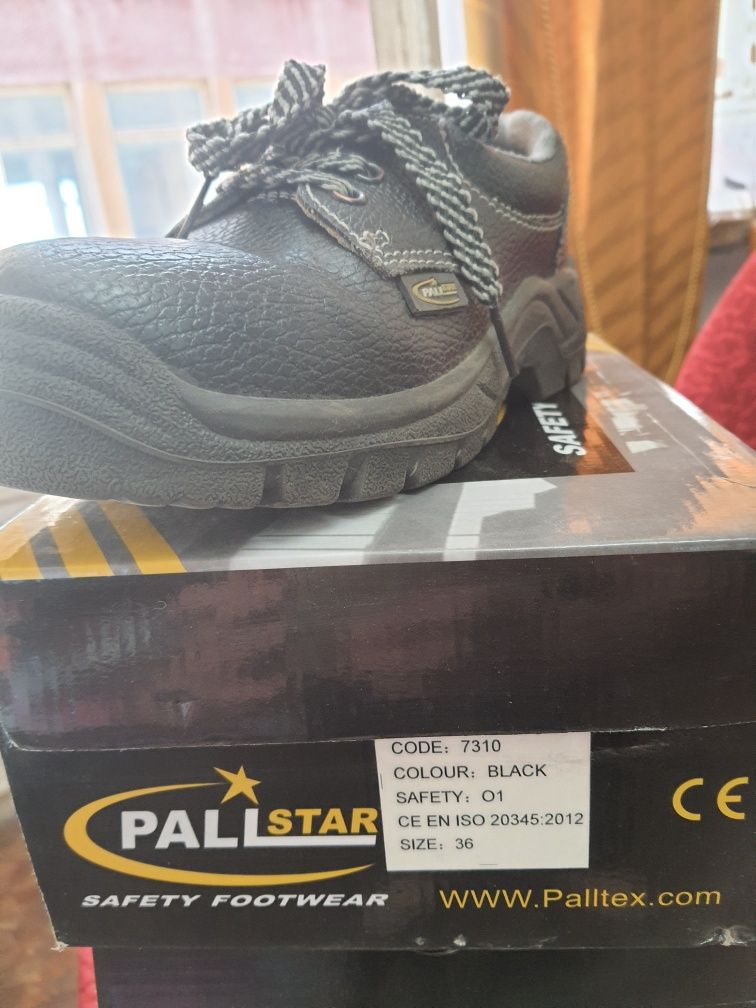 PALLSTAR
SAFETY
CODE: 7310
COLOUR: BLACK
SAFETY: O1
CE EN ISO 20345:2012
SIZE: 36
PALLSTAR
SAFETY FOOTWEAR
CE
WWW.Palltex.com